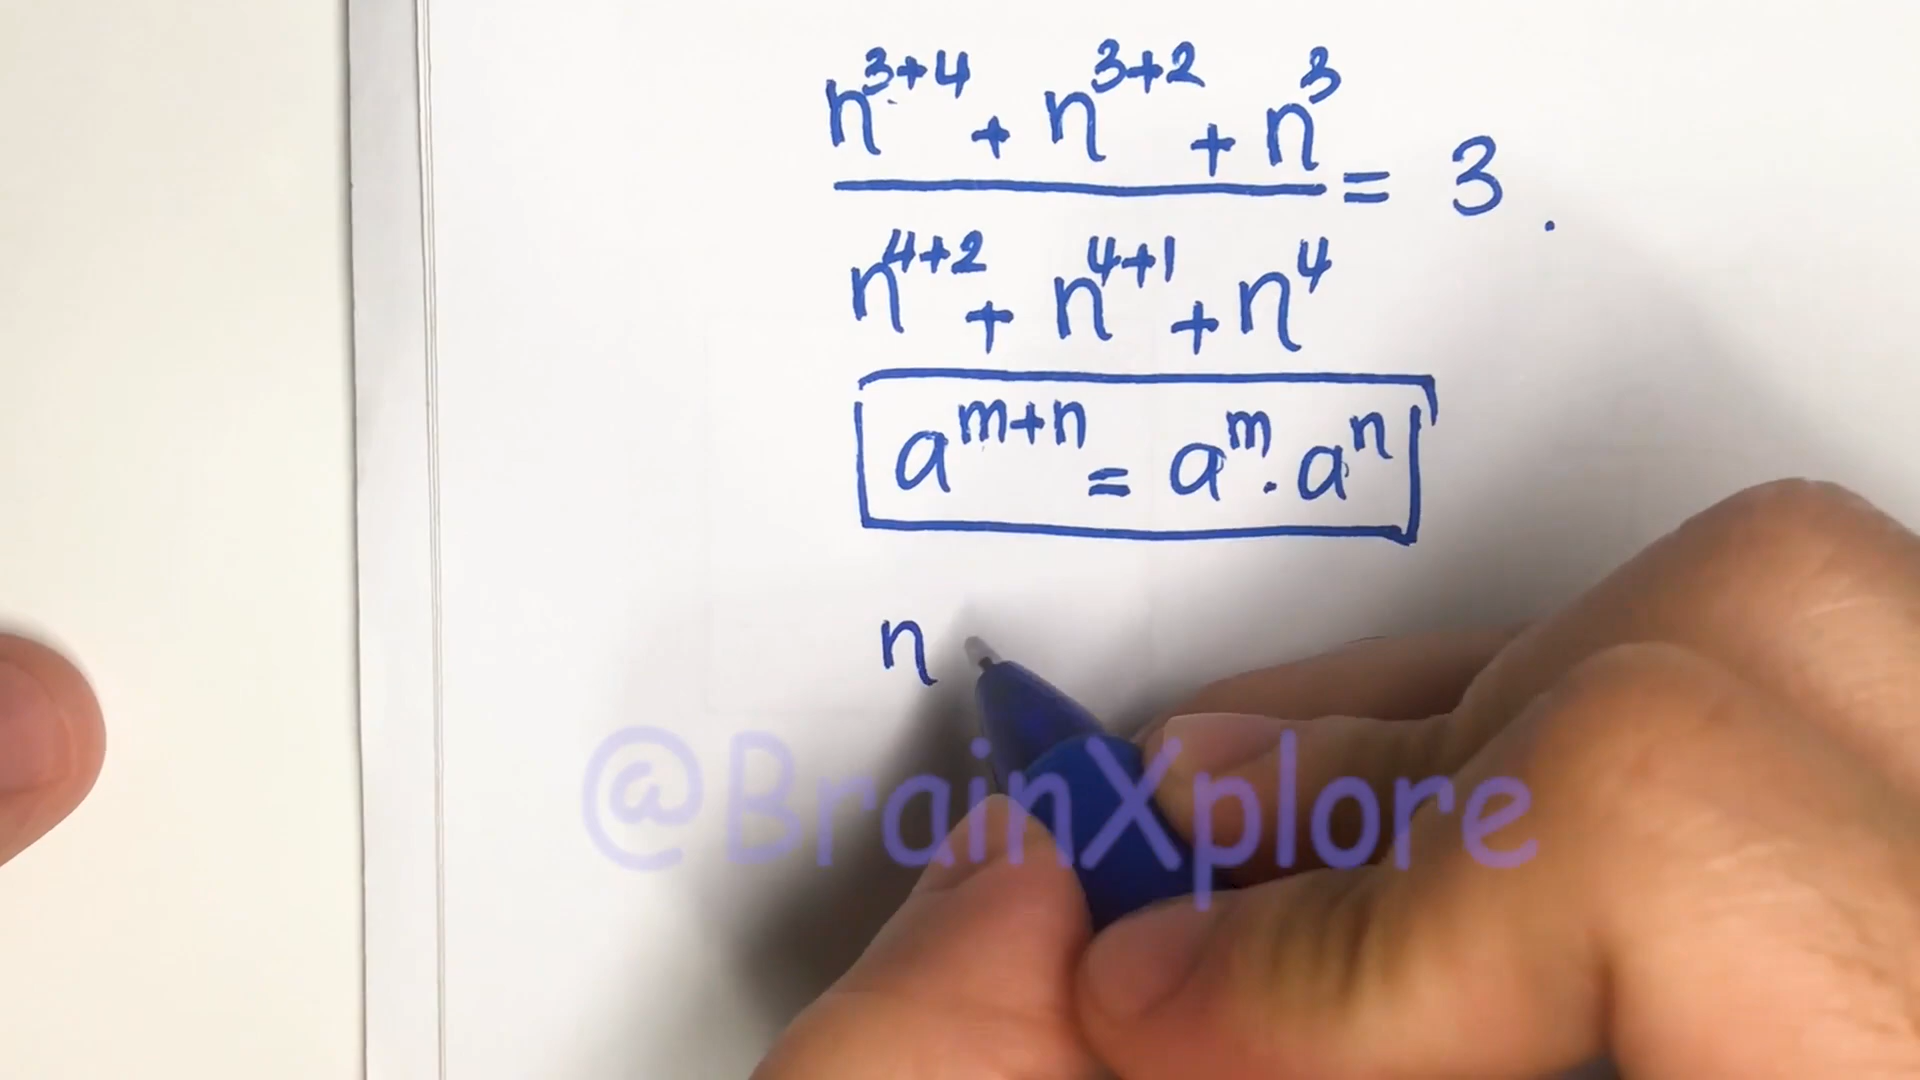 n^{3+4} + n^{3+2} + n^3
= 3.
n^{4+2} + n^{4+1} + n^4
a^{m+n} = a^m . a^n
n
@BrainXplore